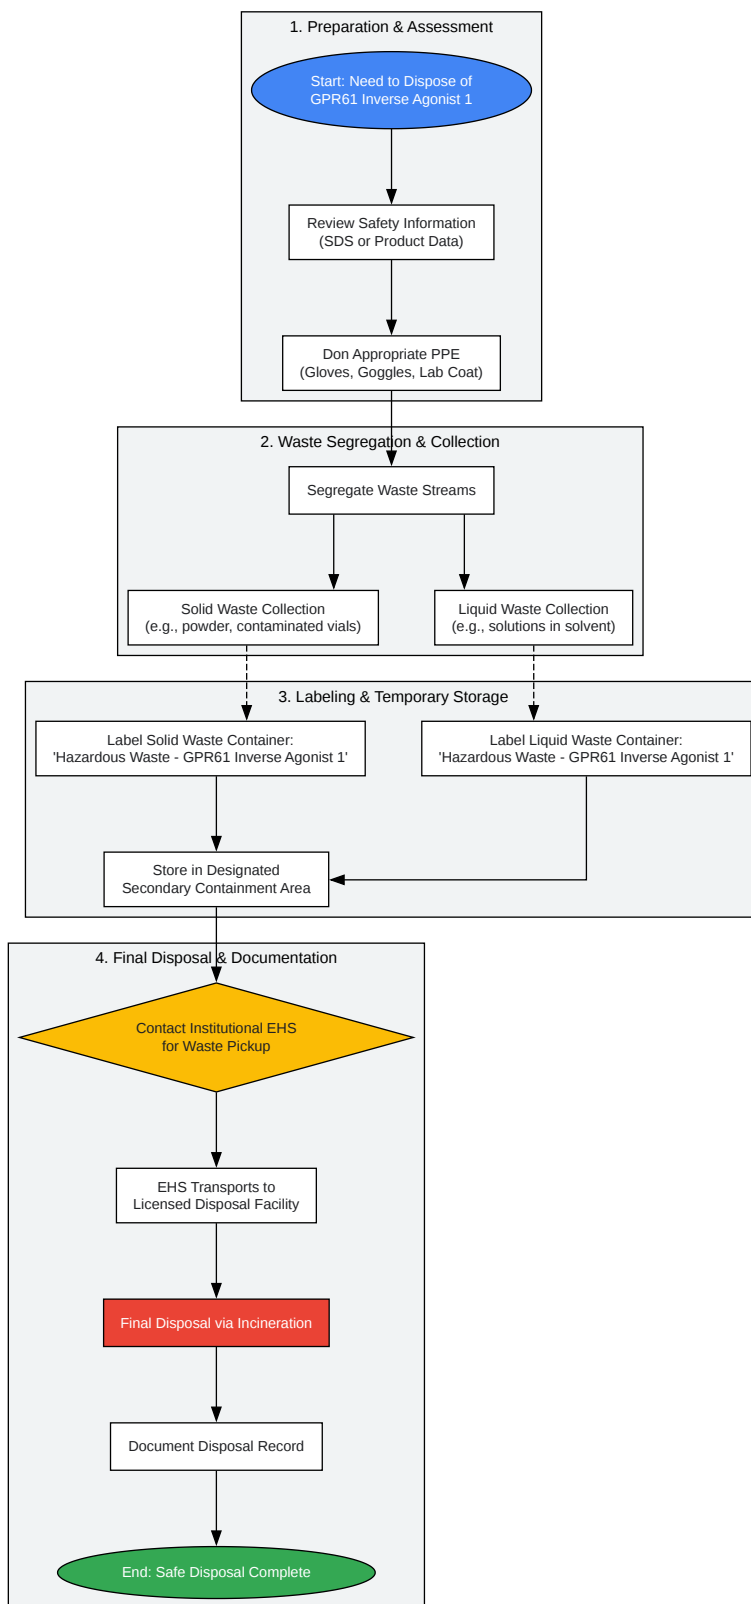 1. Preparation & Assessment
Start: Need to Dispose of
GPR61 Inverse Agonist 1
Review Safety Information
(SDS or Product Data)
Don Appropriate PPE
(Gloves, Goggles, Lab Coat)
2. Waste Segregation & Collection
Segregate Waste Streams
Solid Waste Collection
(e.g., powder, contaminated vials)
Liquid Waste Collection
(e.g., solutions in solvent)
3. Labeling & Temporary Storage
Label Solid Waste Container:
'Hazardous Waste - GPR61 Inverse Agonist 1'
Label Liquid Waste Container:
'Hazardous Waste - GPR61 Inverse Agonist 1'
Store in Designated
Secondary Containment Area
4. Final Disposal & Documentation
Contact Institutional EHS
for Waste Pickup
EHS Transports to
Licensed Disposal Facility
Final Disposal via Incineration
Document Disposal Record
End: Safe Disposal Complete